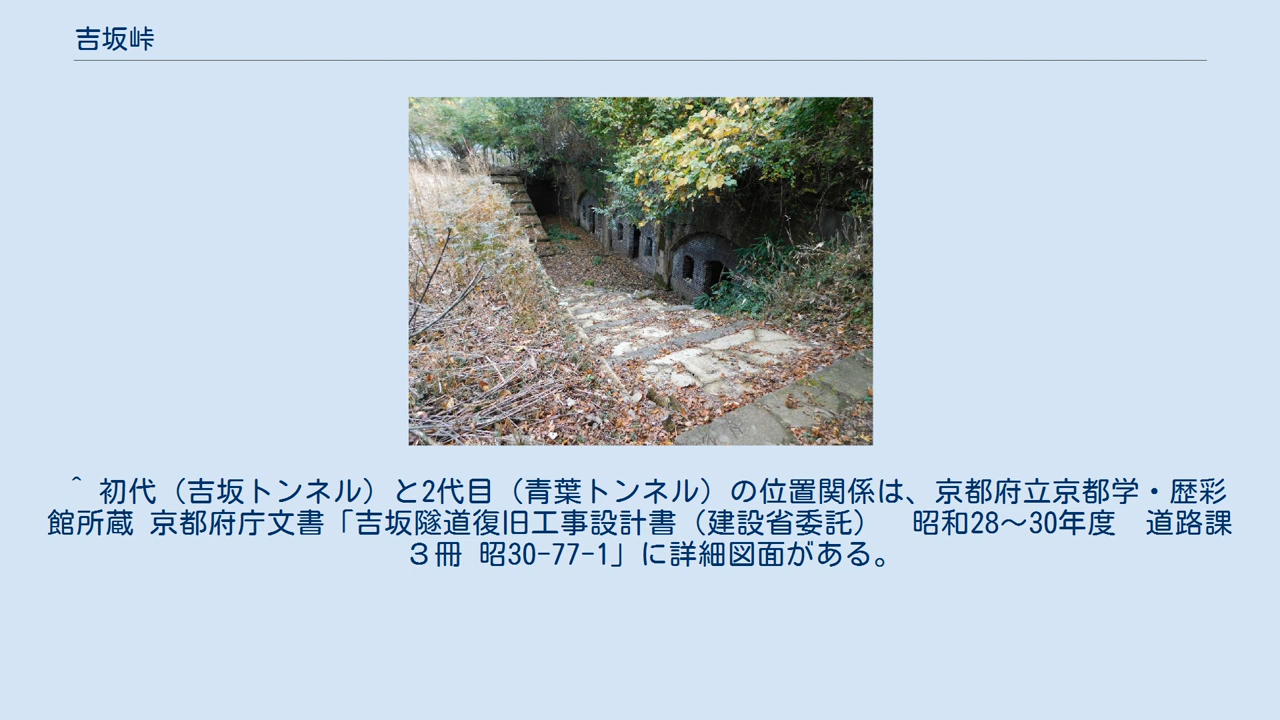 吉坂峠
^ 初代（吉坂トンネル）と2代目（青葉トンネル）の位置関係は、京都府立京都学・歴彩
館所蔵 京都府庁文書「吉坂隧道復旧工事設計書（建設省委託）　昭和28～30年度　道路課
３冊 昭30-77-1」に詳細図面がある。